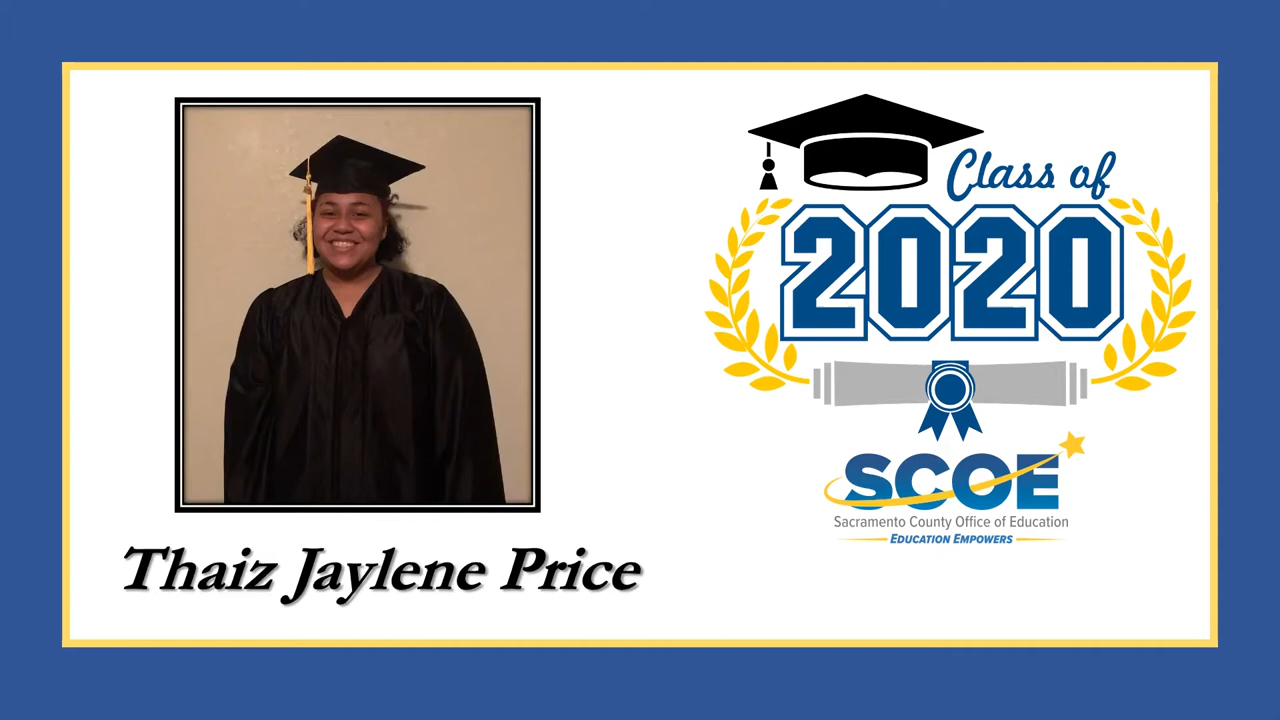 Class of
2020
SCOE
Sacramento County Office of Education
EDUCATION EMPOWERS
Thaiz Jaylene Price